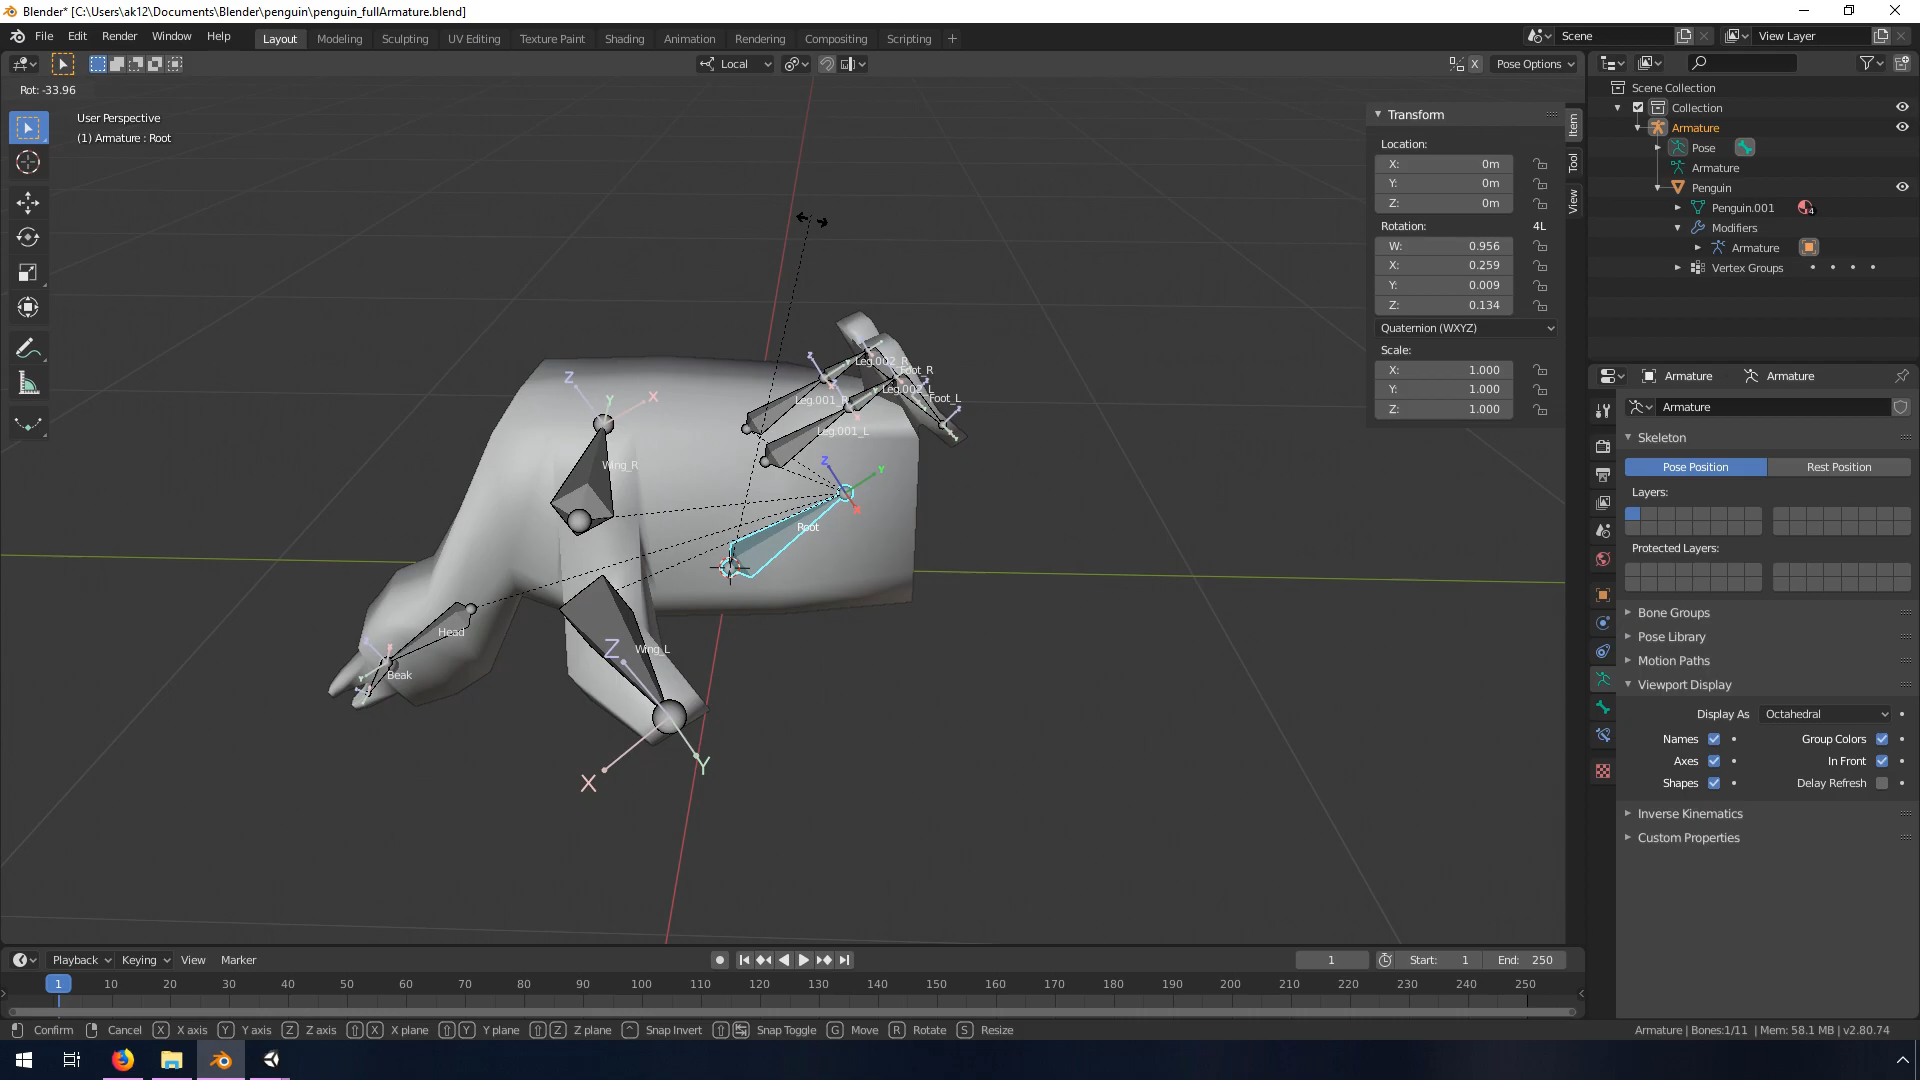 Blender* [C:\Users\ak12\Documents\Blender\penguin\penguin_fullArmature.blend]
File Edit Render Window Help
Layout Modeling Sculpting UV Editing Texture Paint Shading Animation Rendering Compositing Scripting +
Scene View Layer
Local X Pose Options
Rot: -33.96
User Perspective
(1) Armature : Root
Transform
Location:
X: 0m
Y: 0m
Z: 0m
Rotation: 4L
W: 0.956
X: 0.259
Y: 0.009
Z: 0.134
Quaternion (WXYZ)
Scale:
X: 1.000
Y: 1.000
Z: 1.000
Item
Tool
View
Scene Collection
Collection
Armature
Pose
Armature
Penguin
Penguin.001 4
Modifiers
Armature
Vertex Groups
Leg.002_R
Foot_R
Leg.002_L
Foot_L
Leg.001_R
Leg.001_L
Z
Y
X
Wing_R
Z
Y
X
Root
Head
Beak
Wing_L
Z
Y
X
Armature Armature
Armature
Skeleton
Pose Position Rest Position
Layers:
Protected Layers:
Bone Groups
Pose Library
Motion Paths
Viewport Display
Display As Octahedral
Names Group Colors
Axes In Front
Shapes Delay Refresh
Inverse Kinematics
Custom Properties
Playback Keying View Marker
1 Start: 1 End: 250
1 10 20 30 40 50 60 70 80 90 100 110 120 130 140 150 160 170 180 190 200 210 220 230 240 250
Confirm Cancel X X axis Y Y axis Z Z axis X X plane Y Y plane Z Z plane ^ Snap Invert Snap Toggle G Move R Rotate S Resize
Armature | Bones:1/11 | Mem: 58.1 MB | v2.80.74